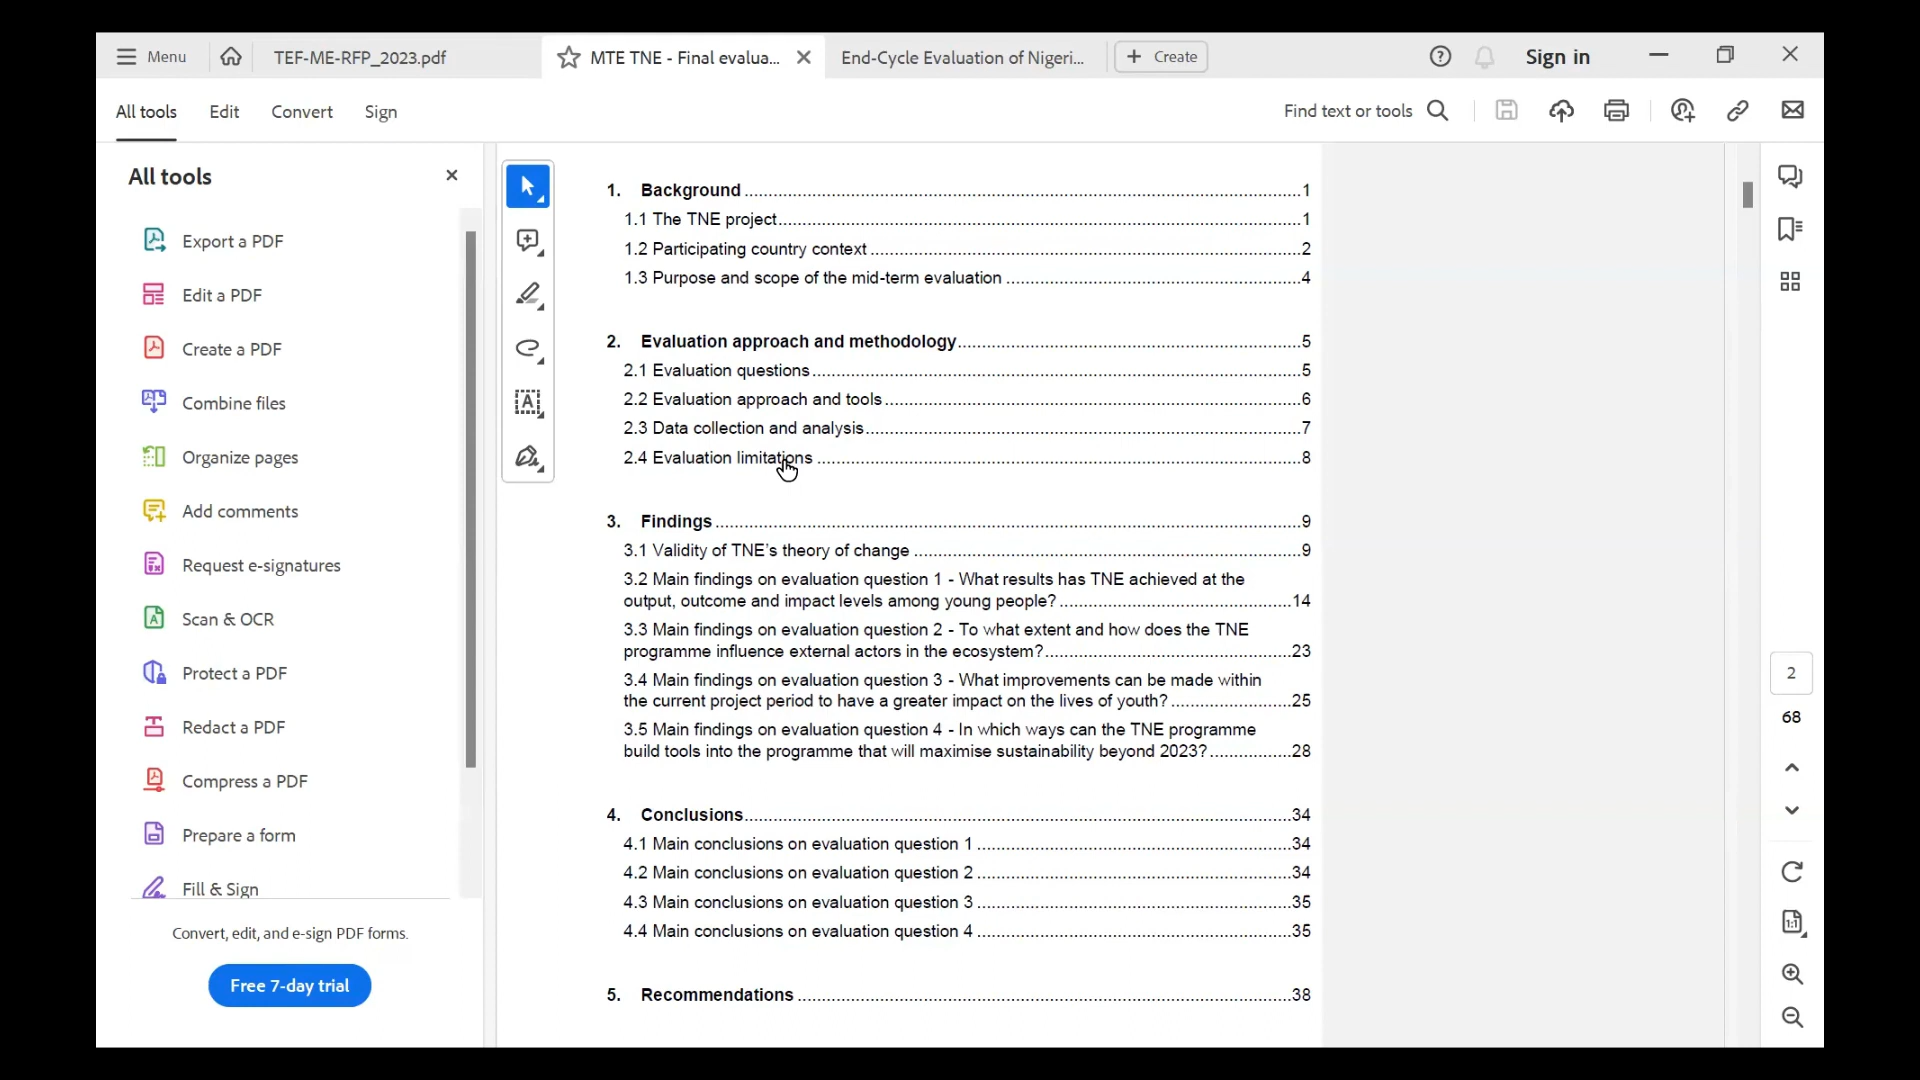 Menu
TEF-ME-RFP_2023.pdf
MTE TNE - Final evalua...
End-Cycle Evaluation of Nigeri...
Create
Sign in
All tools
Edit
Convert
Sign
Find text or tools
All tools
Export a PDF
Edit a PDF
Create a PDF
Combine files
Organize pages
Add comments
Request e-signatures
Scan & OCR
Protect a PDF
Redact a PDF
Compress a PDF
Prepare a form
Fill & Sign
Convert, edit, and e-sign PDF forms.
Free 7-day trial
1. Background ........ 1
1.1 The TNE project ........ 1
1.2 Participating country context ........ 2
1.3 Purpose and scope of the mid-term evaluation ........ 4
2. Evaluation approach and methodology ........ 5
2.1 Evaluation questions ........ 5
2.2 Evaluation approach and tools ........ 6
2.3 Data collection and analysis ........ 7
2.4 Evaluation limitations ........ 8
3. Findings ........ 9
3.1 Validity of TNE's theory of change ........ 9
3.2 Main findings on evaluation question 1 - What results has TNE achieved at the
output, outcome and impact levels among young people? ........ 14
3.3 Main findings on evaluation question 2 - To what extent and how does the TNE
programme influence external actors in the ecosystem? ........ 23
3.4 Main findings on evaluation question 3 - What improvements can be made within
the current project period to have a greater impact on the lives of youth? ........ 25
3.5 Main findings on evaluation question 4 - In which ways can the TNE programme
build tools into the programme that will maximise sustainability beyond 2023? ........ 28
4. Conclusions ........ 34
4.1 Main conclusions on evaluation question 1 ........ 34
4.2 Main conclusions on evaluation question 2 ........ 34
4.3 Main conclusions on evaluation question 3 ........ 35
4.4 Main conclusions on evaluation question 4 ........ 35
5. Recommendations ........ 38
2
68
1:1